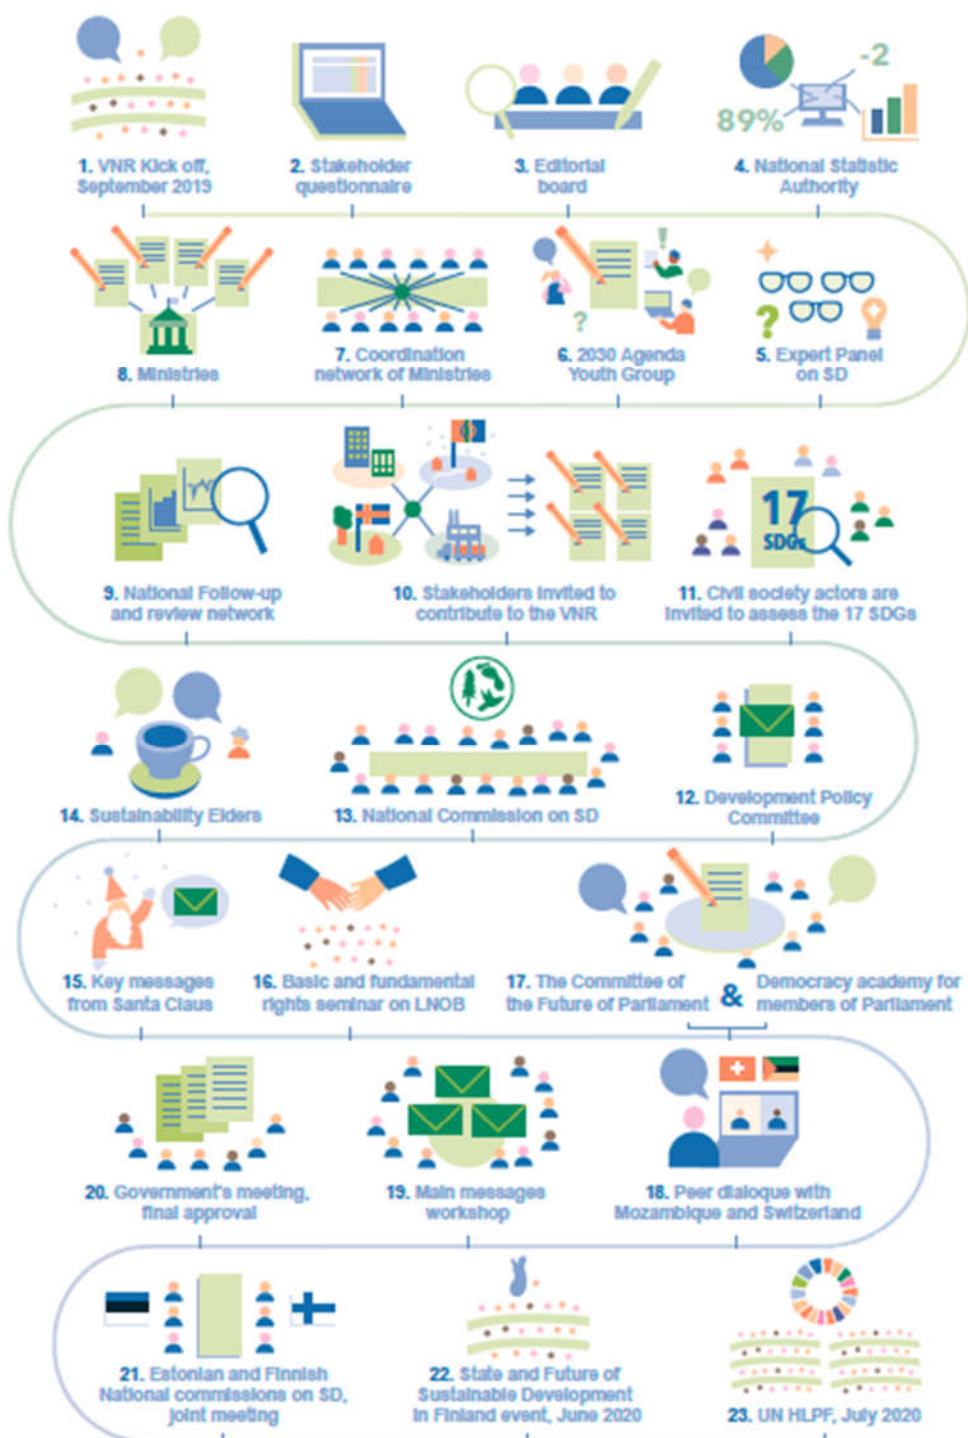 -2
89%
1. VNR Kick off,
September 2019
2. Stakeholder
questionnaire
3. Editorial
board
4. National Statistic
Authority
8. Ministries
7. Coordination
network of Ministries
6. 2030 Agenda
Youth Group
5. Expert Panel
on SD
17
SDGs
9. National Follow-up
and review network
10. Stakeholders invited to
contribute to the VNR
11. Civil society actors are
invited to assess the 17 SDGs
14. Sustainability Elders
13. National Commission on SD
12. Development Policy
Committee
15. Key messages
from Santa Claus
16. Basic and fundamental
rights seminar on LNOB
17. The Committee of
the Future of Parliament
&
Democracy academy for
members of Parliament
20. Government's meeting,
final approval
19. Main messages
workshop
18. Peer dialoque with
Mozambique and Switzerland
21. Estonian and Finnish
National commissions on SD,
joint meeting
22. State and Future of
Sustainable Development
in Finland event, June 2020
23. UN HLPF, July 2020